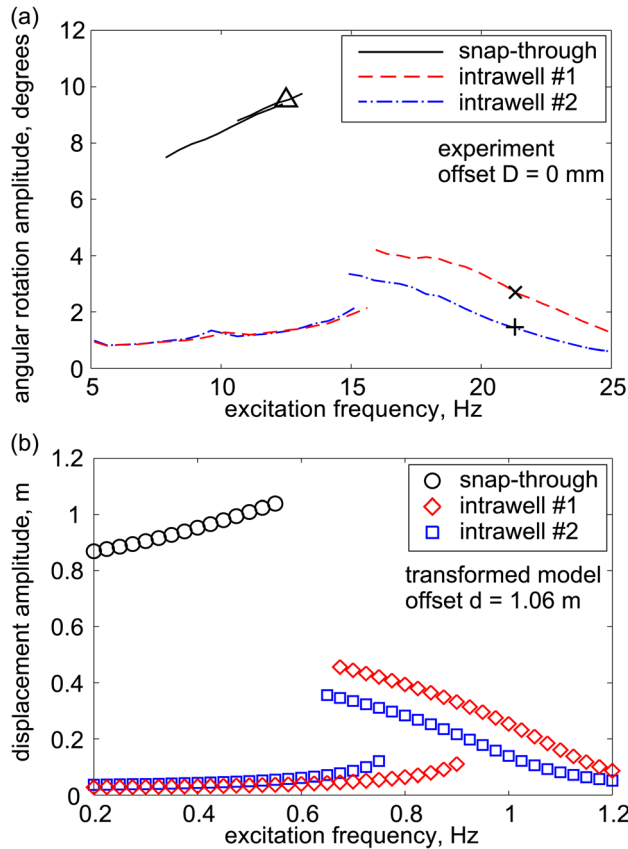 (a)
12
10
8
6
4
2
0
angular rotation amplitude, degrees
snap-through
intrawell #1
intrawell #2
experiment
offset D = 0 mm
5 10 15 20 25
excitation frequency, Hz
(b)
1.2
1
0.8
0.6
0.4
0.2
0
displacement amplitude, m
snap-through
intrawell #1
intrawell #2
transformed model
offset d = 1.06 m
0.2 0.4 0.6 0.8 1 1.2
excitation frequency, Hz